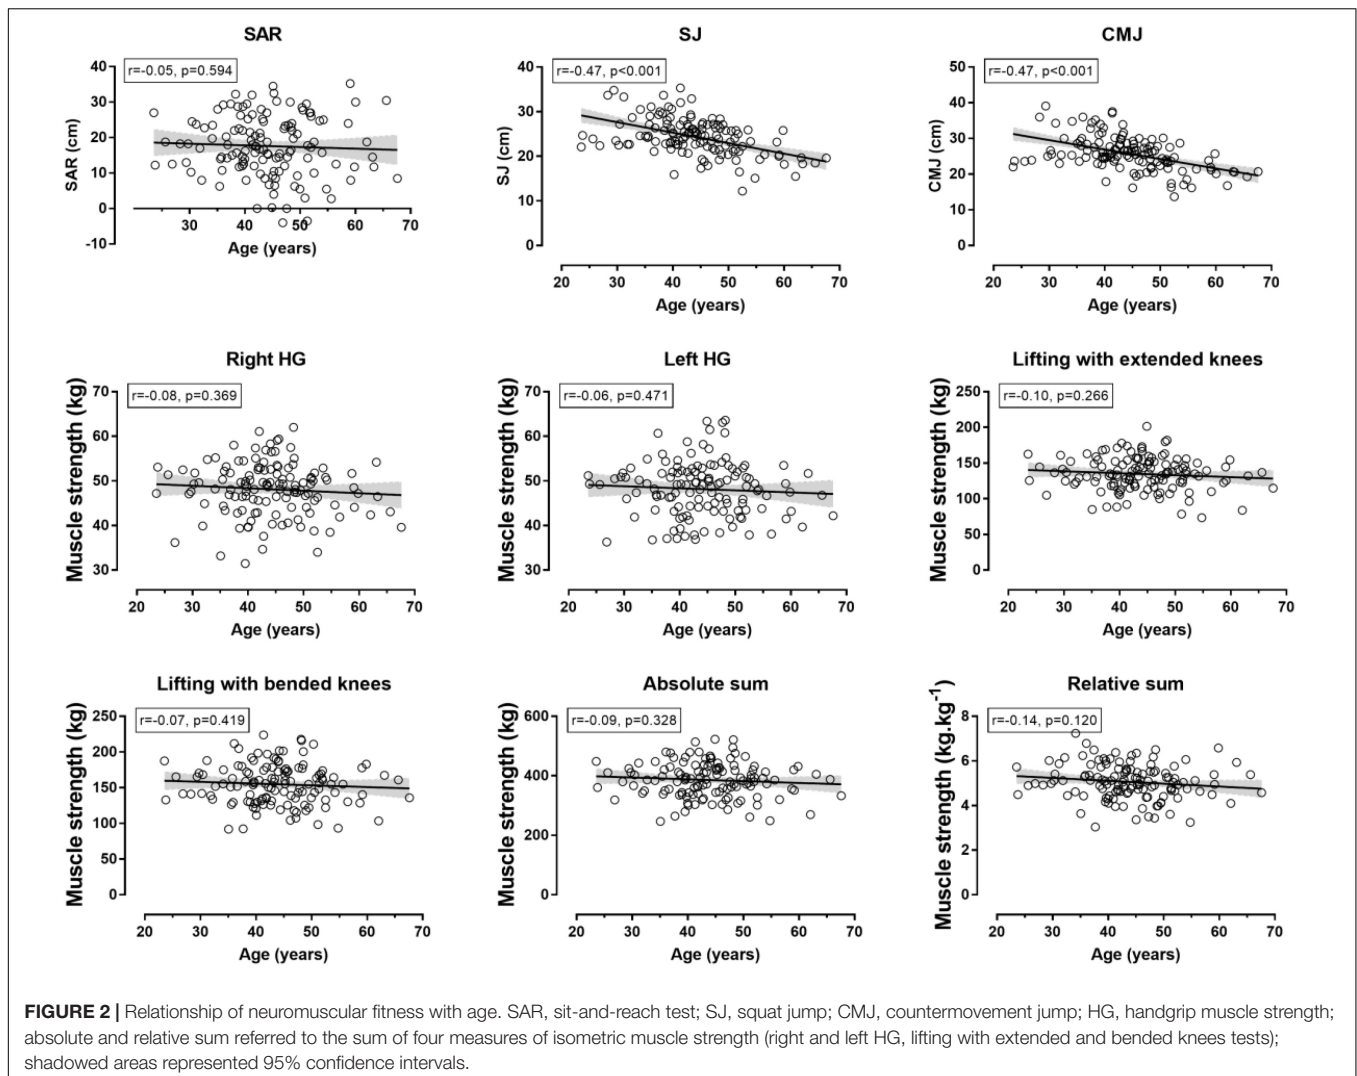 SAR
r=-0.05, p=0.594
SAR (cm)
40
30
20
10
0
-10
30 40 50 60 70
Age (years)
SJ
r=-0.47, p<0.001
SJ (cm)
40
30
20
10
0
20 30 40 50 60 70
Age (years)
CMJ
r=-0.47, p<0.001
CMJ (cm)
50
40
30
20
10
0
20 30 40 50 60 70
Age (years)
Right HG
r=-0.08, p=0.369
Muscle strength (kg)
70
60
50
40
30
20 30 40 50 60 70
Age (years)
Left HG
r=-0.06, p=0.471
Muscle strength (kg)
70
60
50
40
30
20 30 40 50 60 70
Age (years)
Lifting with extended knees
r=-0.10, p=0.266
Muscle strength (kg)
250
200
150
100
50
0
20 30 40 50 60 70
Age (years)
Lifting with bended knees
r=-0.07, p=0.419
Muscle strength (kg)
250
200
150
100
50
0
20 30 40 50 60 70
Age (years)
Absolute sum
r=-0.09, p=0.328
Muscle strength (kg)
600
400
200
0
20 30 40 50 60 70
Age (years)
Relative sum
r=-0.14, p=0.120
Muscle strength (kg.kg⁻¹)
8
6
4
2
0
20 30 40 50 60 70
Age (years)
FIGURE 2 | Relationship of neuromuscular fitness with age. SAR, sit-and-reach test; SJ, squat jump; CMJ, countermovement jump; HG, handgrip muscle strength;
absolute and relative sum referred to the sum of four measures of isometric muscle strength (right and left HG, lifting with extended and bended knees tests);
shadowed areas represented 95% confidence intervals.